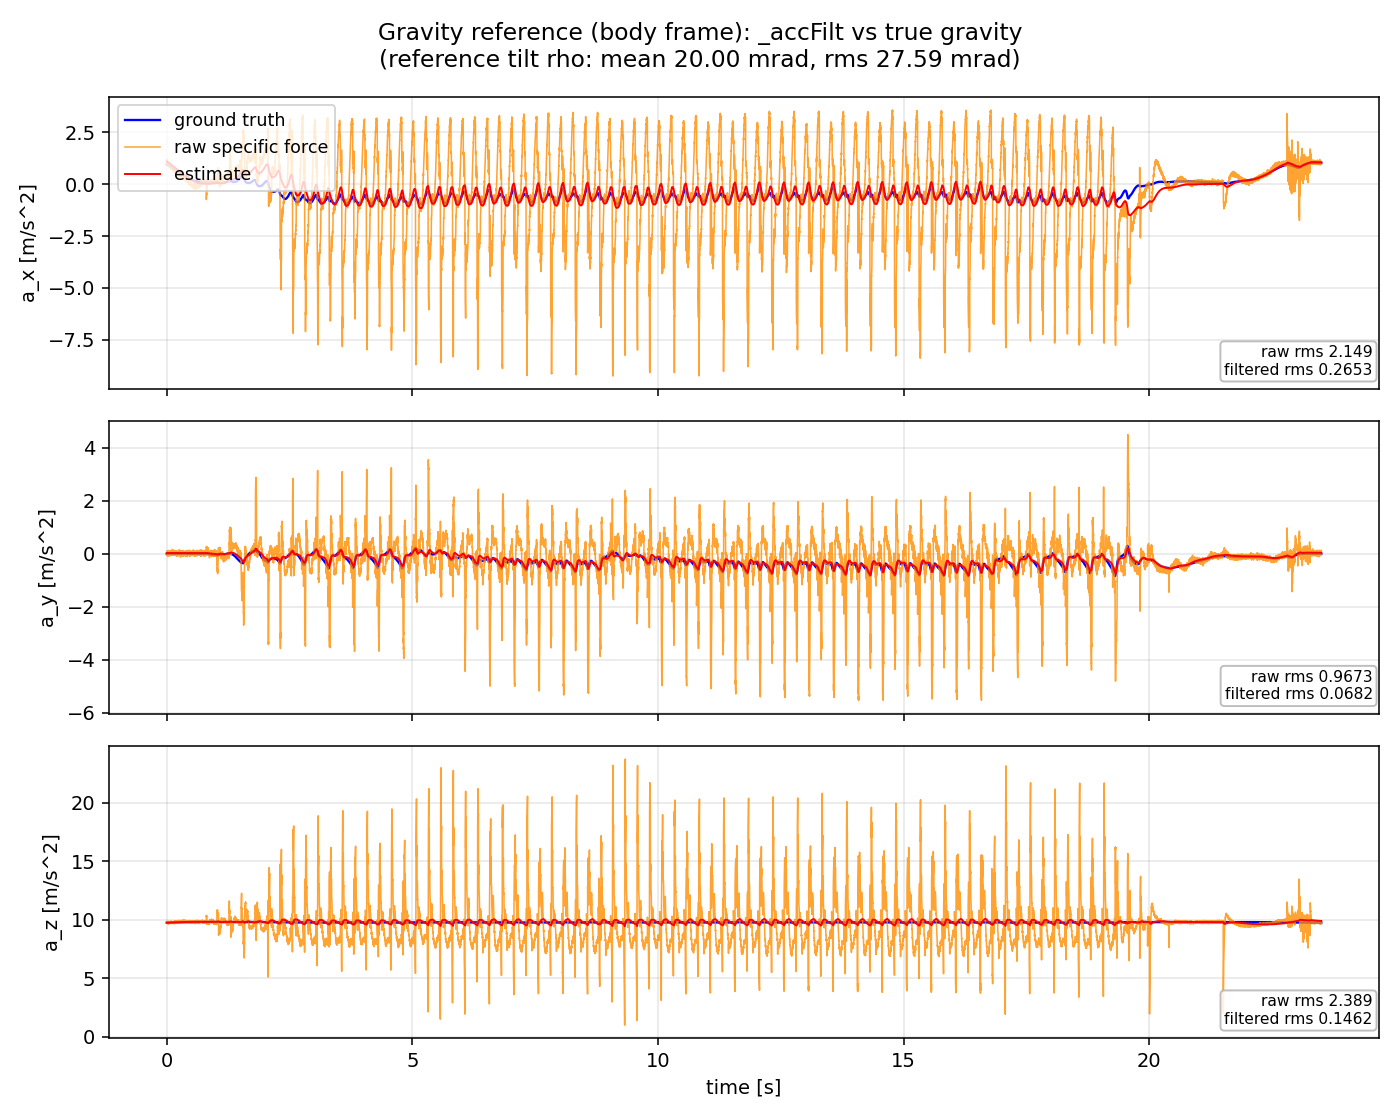 Gravity reference (body frame): _accFilt vs true gravity
(reference tilt rho: mean 20.00 mrad, rms 27.59 mrad)
ground truth
raw specific force
estimate
a_x [m/s^2]
2.5
0.0
−2.5
−5.0
−7.5
raw rms 2.149
filtered rms 0.2653
a_y [m/s^2]
4
2
0
−2
−4
−6
raw rms 0.9673
filtered rms 0.0682
a_z [m/s^2]
20
15
10
5
0
raw rms 2.389
filtered rms 0.1462
0
5
10
15
20
time [s]